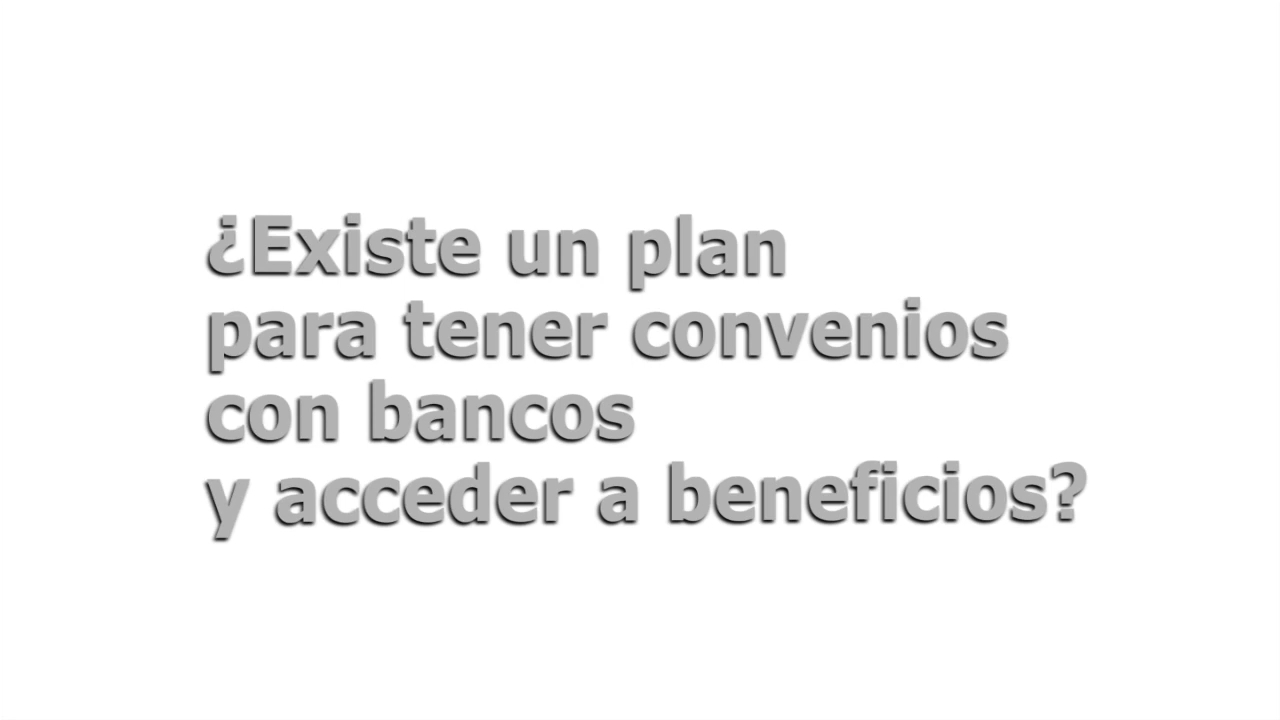 ¿Existe un plan
para tener convenios
con bancos
y acceder a beneficios?